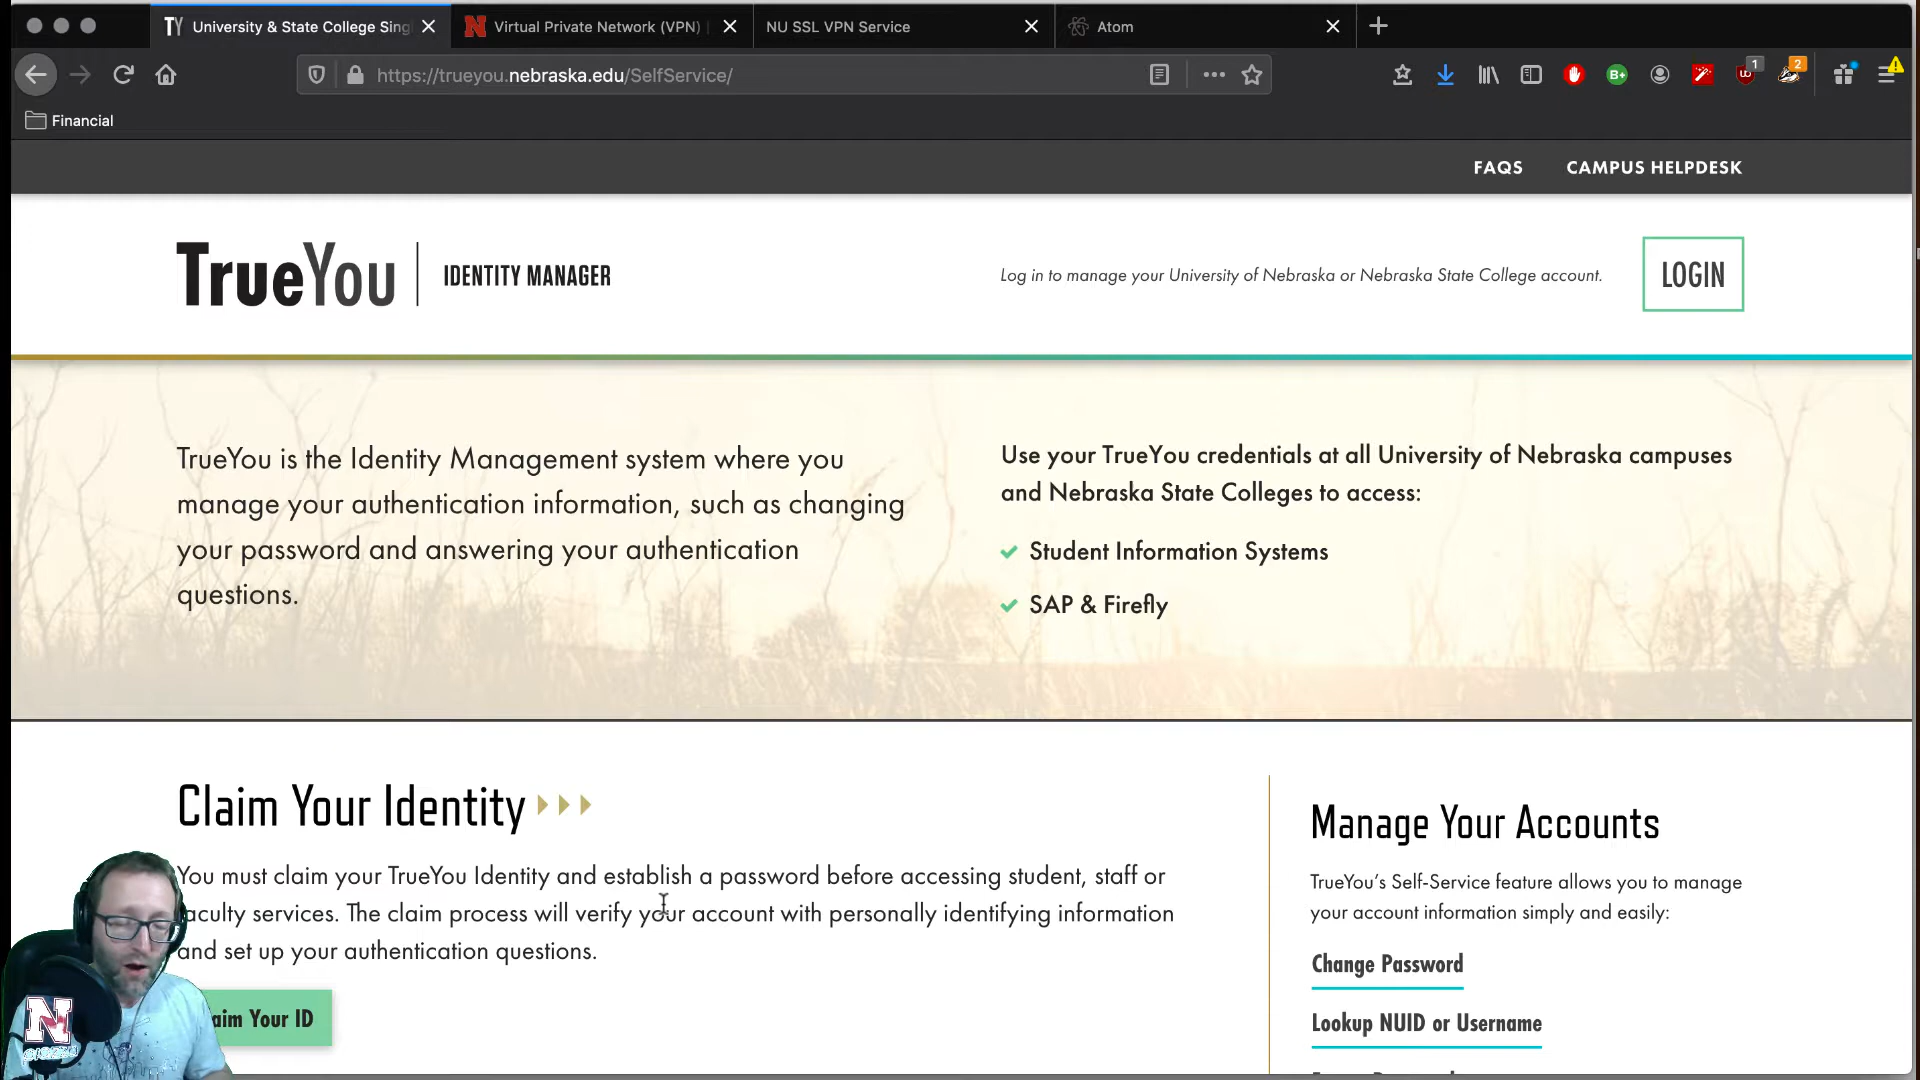 University & State College Sing
Virtual Private Network (VPN) |
NU SSL VPN Service
Atom
https://trueyou.nebraska.edu/SelfService/
1
2
B+
Financial
FAQS
CAMPUS HELPDESK
TrueYou
IDENTITY MANAGER
Log in to manage your University of Nebraska or Nebraska State College account.
LOGIN
TrueYou is the Identity Management system where you
manage your authentication information, such as changing
your password and answering your authentication
questions.
Use your TrueYou credentials at all University of Nebraska campuses
and Nebraska State Colleges to access:
Student Information Systems
SAP & Firefly
Claim Your Identity
You must claim your TrueYou Identity and establish a password before accessing student, staff or
aculty services. The claim process will verify your account with personally identifying information
and set up your authentication questions.
aim Your ID
Manage Your Accounts
TrueYou's Self-Service feature allows you to manage
your account information simply and easily:
Change Password
Lookup NUID or Username
N